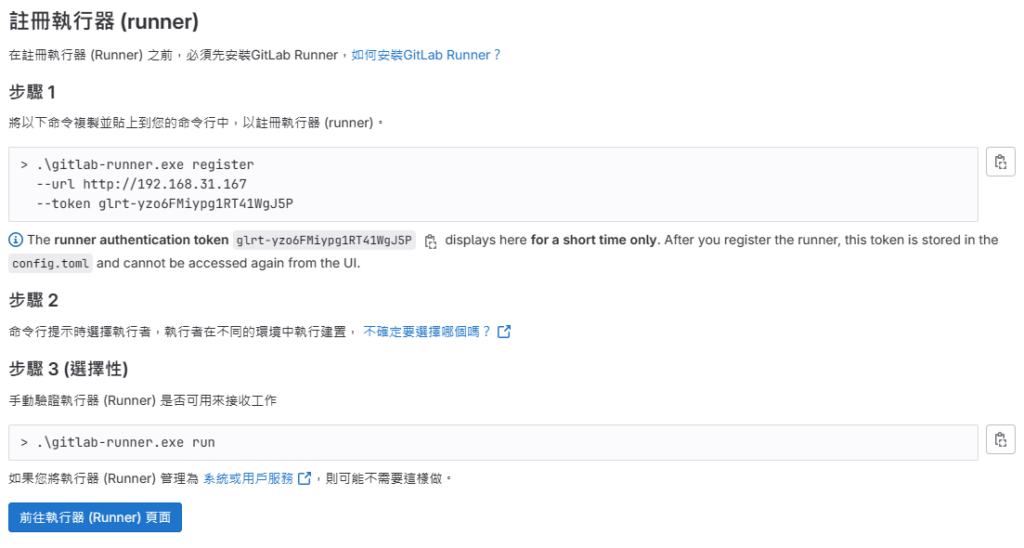 註冊執行器 (runner)
在註冊執行器 (Runner) 之前，必須先安裝GitLab Runner，如何安裝GitLab Runner？
步驟 1
將以下命令複製並貼上到您的命令行中，以註冊執行器 (runner)。
> .\gitlab-runner.exe register
--url http://192.168.31.167
--token glrt-yzo6FMiypg1RT41WgJ5P
The runner authentication token glrt-yzo6FMiypg1RT41WgJ5P displays here for a short time only. After you register the runner, this token is stored in the
config.toml and cannot be accessed again from the UI.
步驟 2
命令行提示時選擇執行者，執行者在不同的環境中執行建置， 不確定要選擇哪個嗎？
步驟 3 (選擇性)
手動驗證執行器 (Runner) 是否可用來接收工作
> .\gitlab-runner.exe run
如果您將執行器 (Runner) 管理為 系統或用戶服務，則可能不需要這樣做。
前往執行器 (Runner) 頁面